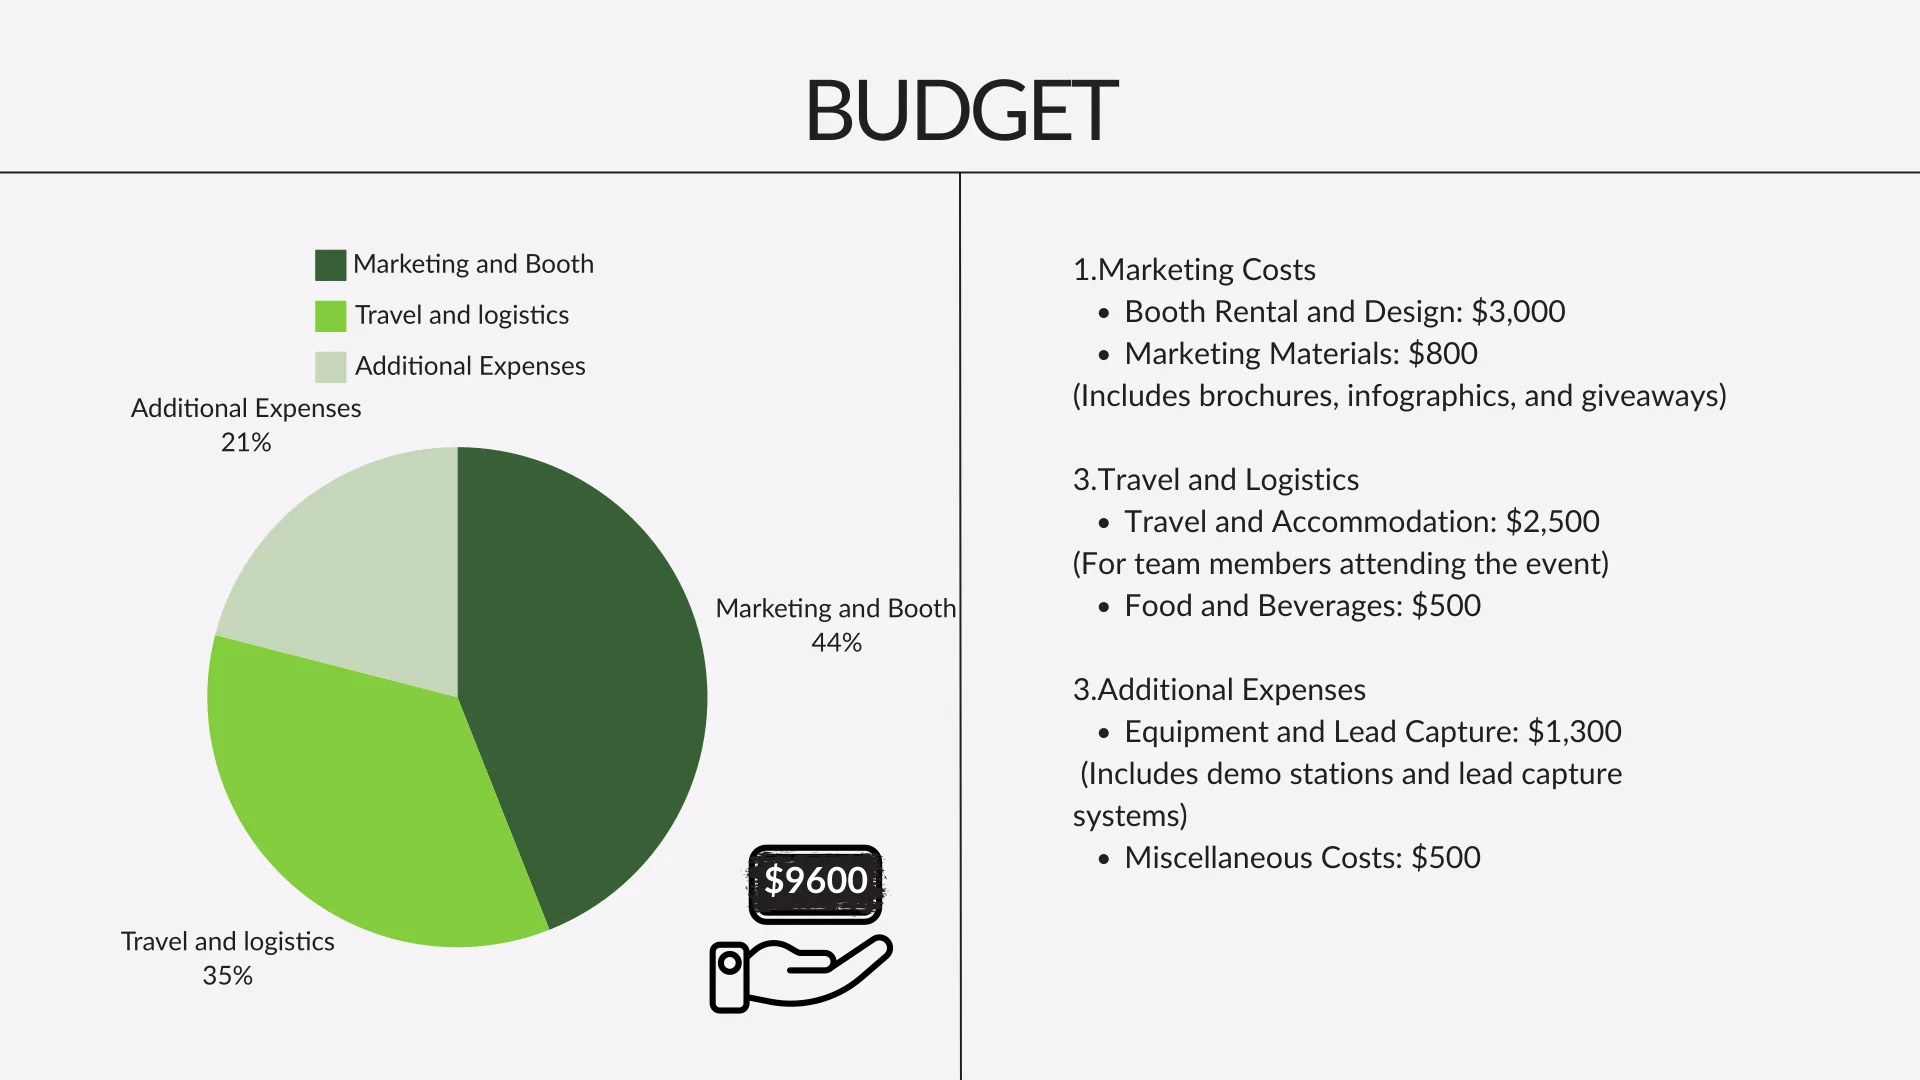 BUDGET
Marketing and Booth
Travel and logistics
Additional Expenses
Additional Expenses
21%
Marketing and Booth
44%
Travel and logistics
35%
$9600
1.Marketing Costs
• Booth Rental and Design: $3,000
• Marketing Materials: $800
(Includes brochures, infographics, and giveaways)
3.Travel and Logistics
• Travel and Accommodation: $2,500
(For team members attending the event)
• Food and Beverages: $500
3.Additional Expenses
• Equipment and Lead Capture: $1,300
(Includes demo stations and lead capture
systems)
• Miscellaneous Costs: $500